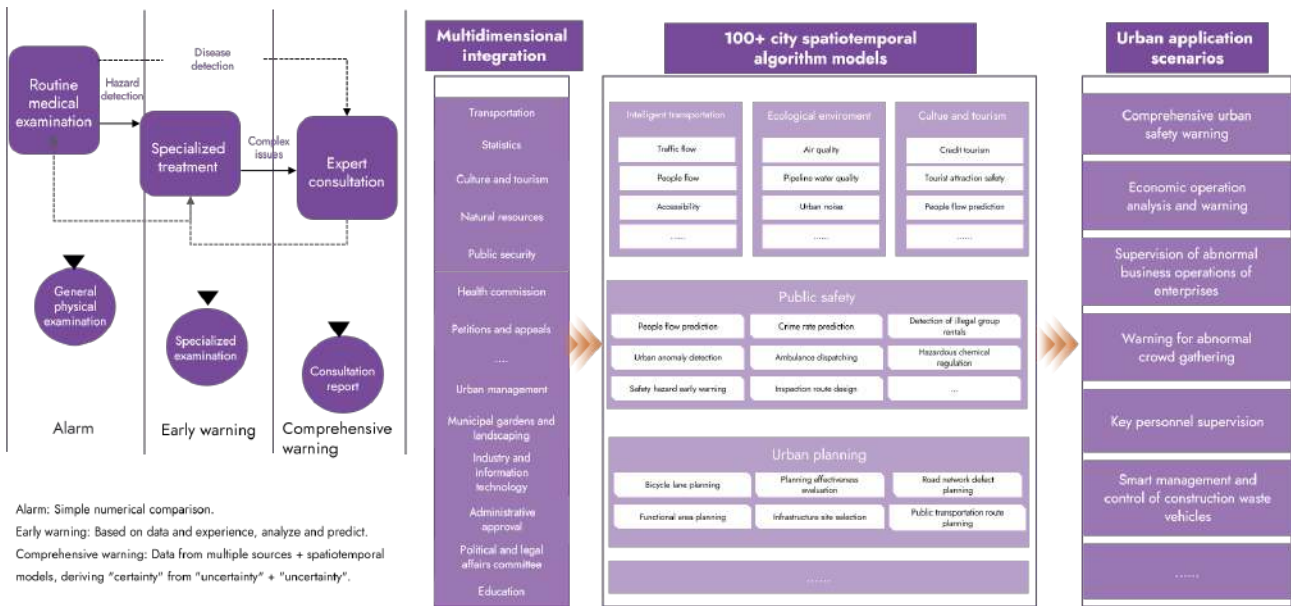 Disease
detection
Routine
medical
examination
Hazard
detection
Specialized
treatment
Complex
issues
Expert
consultation
General
physical
examination
Specialized
examination
Consultation
report
Alarm
Early warning
Comprehensive
warning
Alarm: Simple numerical comparison.
Early warning: Based on data and experience, analyze and predict.
Comprehensive warning: Data from multiple sources + spatiotemporal
models, deriving "certainty" from "uncertainty" + "uncertainty".
Multidimensional
integration
Transportation
Statistics
Culture and tourism
Natural resources
Public security
Health commission
Petitions and appeals
....
Urban management
Municipal gardens and
landscaping
Industry and
information
technology
Administrative
approval
Political and legal
affairs committee
Education
100+ city spatiotemporal
algorithm models
Intelligent transportation
Traffic flow
People flow
Accessibility
......
Ecological enviroment
Air quality
Pipeline water quality
Urban noise
......
Cultue and tourism
Credit tourism
Tourist attraction safety
People flow prediction
......
Public safety
People flow prediction
Crime rate prediction
Detection of illegal group
rentals
Urban anomaly detection
Ambulance dispatching
Hazardous chemical
regulation
Safety hazard early warning
Inspection route design
...
Urban planning
Bicycle lane planning
Planning effectiveness
evaluation
Road network defect
planning
Functional area planning
Infrastructure site selection
Public transportation route
planning
......
Urban application
scenarios
Comprehensive urban
safety warning
Economic operation
analysis and warning
Supervision of abnormal
business operations of
enterprises
Warning for abnormal
crowd gathering
Key personnel supervision
Smart management and
control of construction waste
vehicles
......